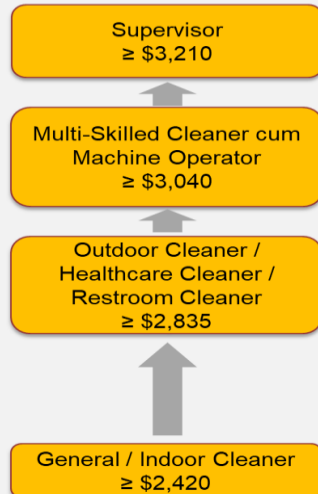 Supervisor
≥ $3,210
Multi-Skilled Cleaner cum
Machine Operator
≥ $3,040
Outdoor Cleaner /
Healthcare Cleaner /
Restroom Cleaner
≥ $2,835
General / Indoor Cleaner
≥ $2,420